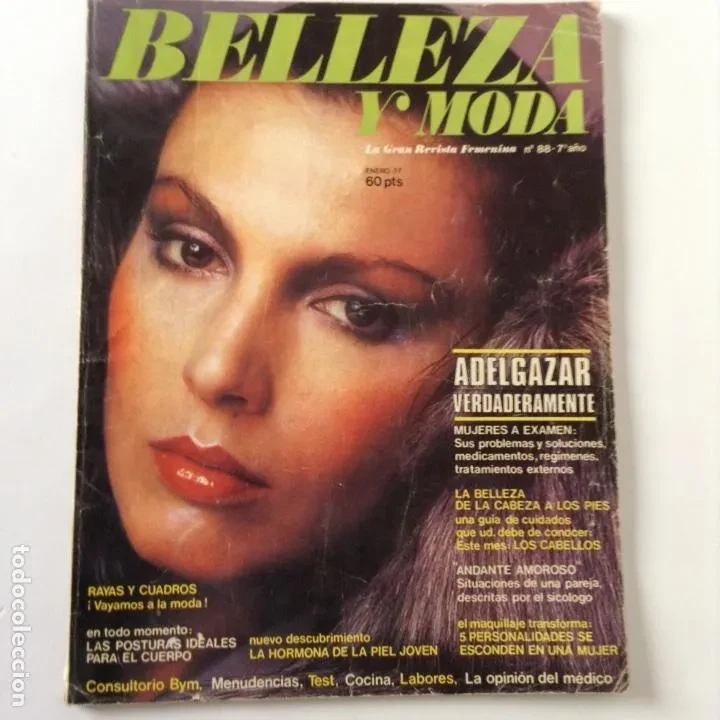 BELLEZA
Y MODA
La Gran Revista Femenina nº 88-7º año
ENERO 77
60 pts
ADELGAZAR
VERDADERAMENTE
MUJERES A EXAMEN:
Sus problemas y soluciones,
medicamentos, regimenes,
tratamientos externos
LA BELLEZA
DE LA CABEZA A LOS PIES
una guia de cuidados
que ud. debe de conocer:
Este mes: LOS CABELLOS
ANDANTE AMOROSO
Situaciones de una pareja,
descritas por el sicologo
el maquillaje transforma:
5 PERSONALIDADES SE
ESCONDEN EN UNA MUJER
RAYAS Y CUADROS
¡Vayamos a la moda!
en todo momento:
LAS POSTURAS IDEALES
PARA EL CUERPO
nuevo descubrimiento
LA HORMONA DE LA PIEL JOVEN
Consultorio Bym, Menudencias, Test, Cocina, Labores, La opinión del médico
todocoleccion